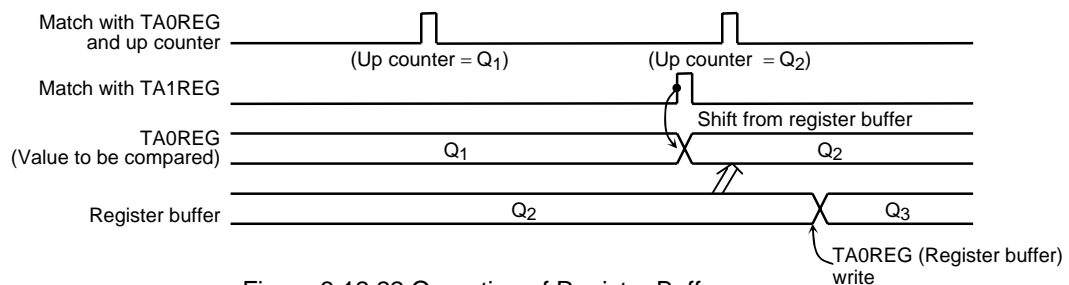 Match with TA0REG
and up counter
(Up counter = Q1)
(Up counter = Q2)
Match with TA1REG
Shift from register buffer
TA0REG
(Value to be compared)
Q1
Q2
Register buffer
Q2
Q3
TA0REG (Register buffer)
write